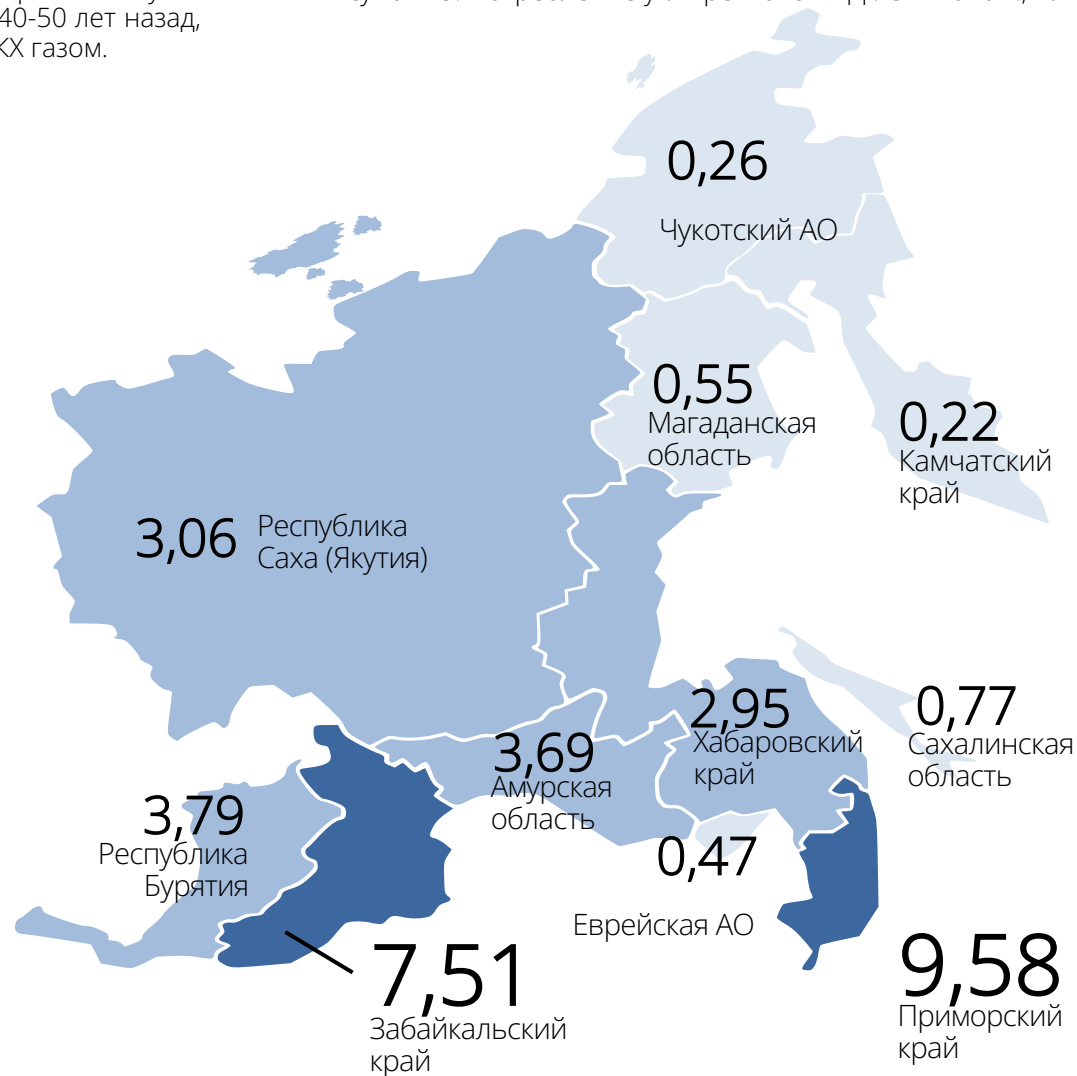 40-50 лет назад,
КХ газом.
0,26
Чукотский АО
0,55
Магаданская
область
0,22
Камчатский
край
3,06
Республика
Саха (Якутия)
2,95
Хабаровский
край
0,77
Сахалинская
область
3,69
Амурская
область
3,79
Республика
Бурятия
0,47
Еврейская АО
7,51
Забайкальский
край
9,58
Приморский
край